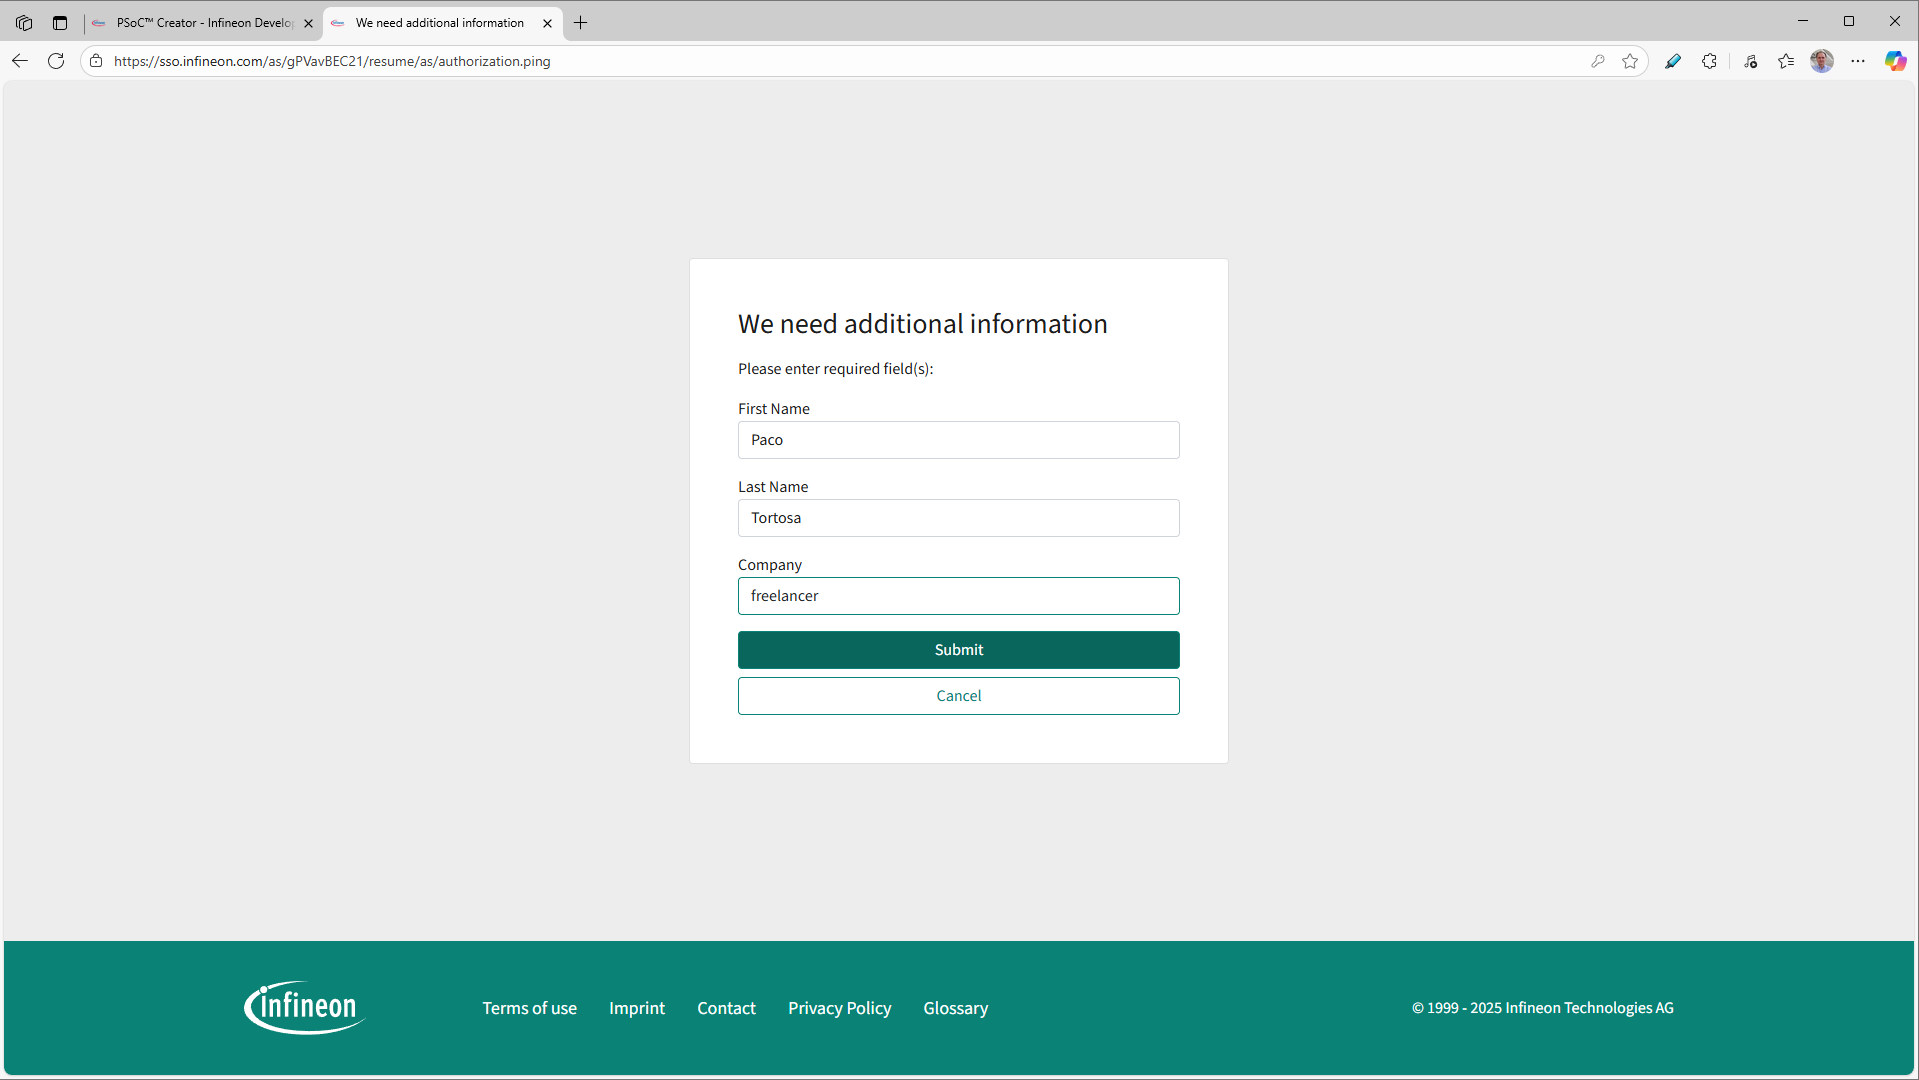 PSoC™ Creator - Infineon Develop
We need additional information
https://sso.infineon.com/as/gPVavBEC21/resume/as/authorization.ping
We need additional information
Please enter required field(s):
First Name
Paco
Last Name
Tortosa
Company
freelancer
Submit
Cancel
infineon
Terms of use
Imprint
Contact
Privacy Policy
Glossary
© 1999 - 2025 Infineon Technologies AG